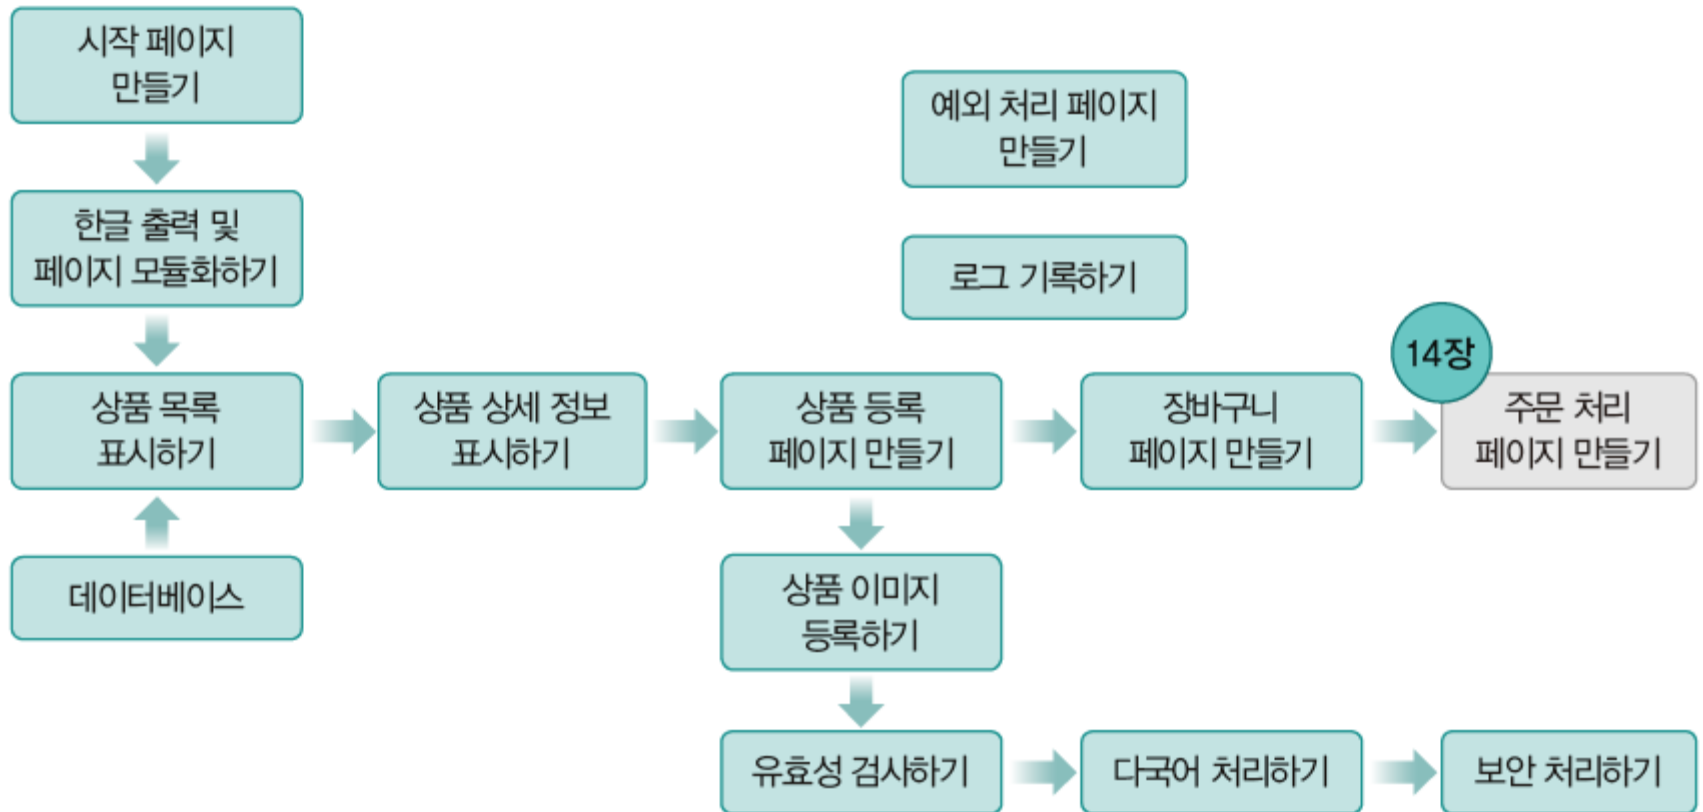 시작 페이지
만들기
예외 처리 페이지
만들기
한글 출력 및
페이지 모듈화하기
로그 기록하기
14장
상품 목록
표시하기
상품 상세 정보
표시하기
상품 등록
페이지 만들기
장바구니
페이지 만들기
주문 처리
페이지 만들기
데이터베이스
상품 이미지
등록하기
유효성 검사하기
다국어 처리하기
보안 처리하기